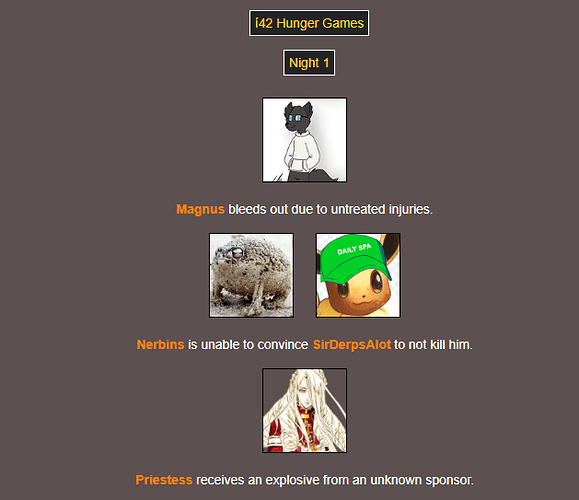 í42 Hunger Games
Night 1
Magnus bleeds out due to untreated injuries.
DAILY SPA
Nerbins is unable to convince SirDerpsAlot to not kill him.
Priestess receives an explosive from an unknown sponsor.